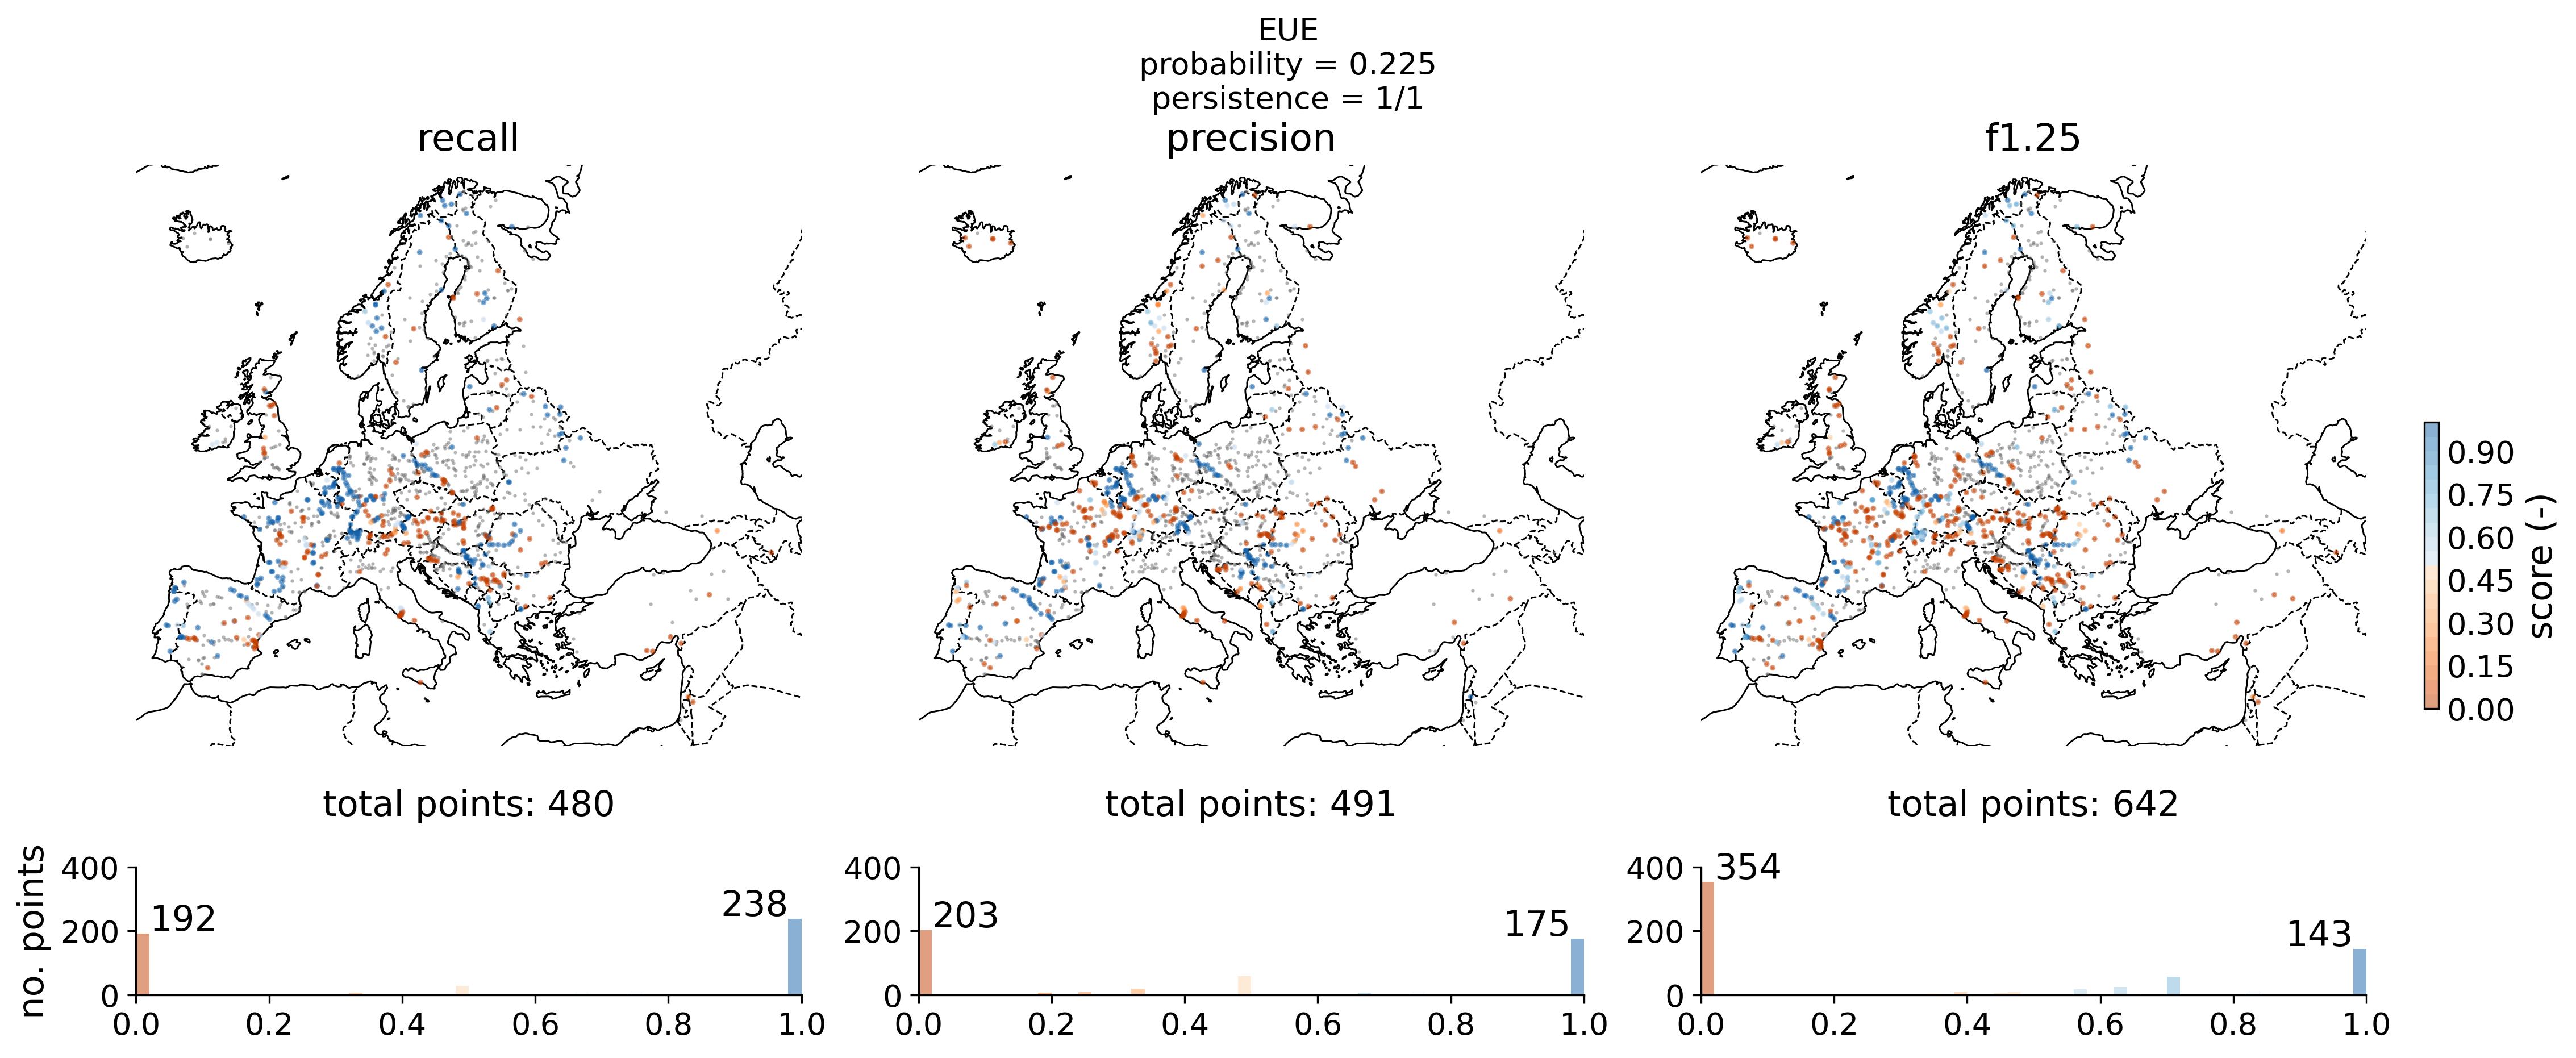 EUE
probability = 0.225
persistence = 1/1
recall
precision
f1.25
0.90
0.75
0.60
0.45
0.30
0.15
0.00
score (-)
total points: 480
total points: 491
total points: 642
no. points
400
200
0
192
238
0.0 0.2 0.4 0.6 0.8 1.0
400
200
0
203
175
0.0 0.2 0.4 0.6 0.8 1.0
400
200
0
354
143
0.0 0.2 0.4 0.6 0.8 1.0